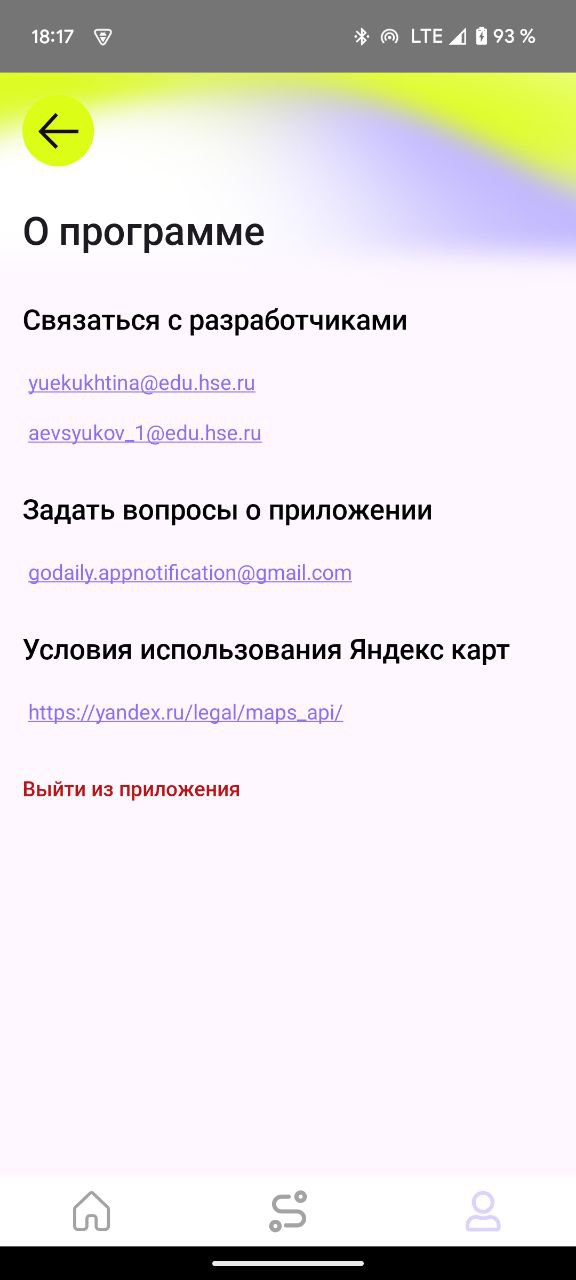 18:17
LTE 93 %
О программе
Связаться с разработчиками
yuekukhtina@edu.hse.ru
aevsyukov_1@edu.hse.ru
Задать вопросы о приложении
godaily.appnotification@gmail.com
Условия использования Яндекс карт
https://yandex.ru/legal/maps_api/
Выйти из приложения